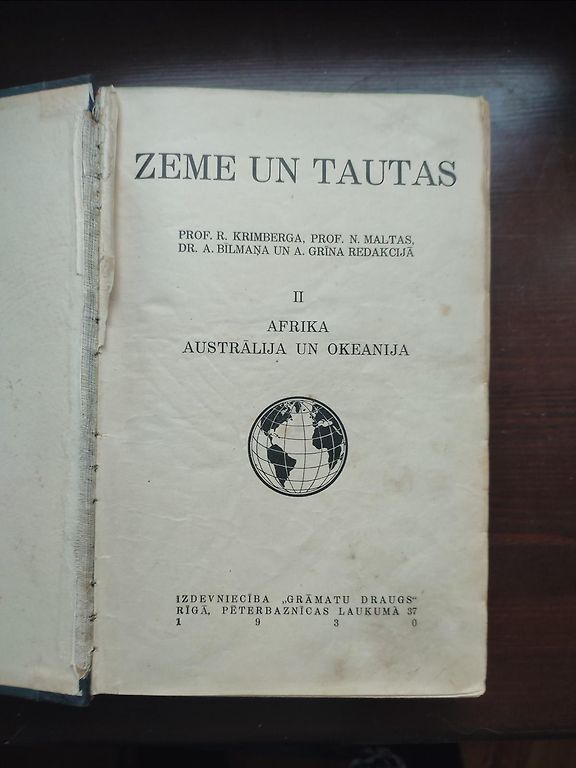 ZEME UN TAUTAS
PROF. R. KRIMBERGA, PROF. N. MALTAS,
DR. A. BĪLMAŅA UN A. GRĪNA REDAKCIJĀ
II
AFRIKA
AUSTRĀLIJA UN OKEANIJA
IZDEVNIECĪBA „GRĀMATU DRAUGS“
RĪGĀ, PĒTERBAZNĪCAS LAUKUMĀ 37
1 9 3 0